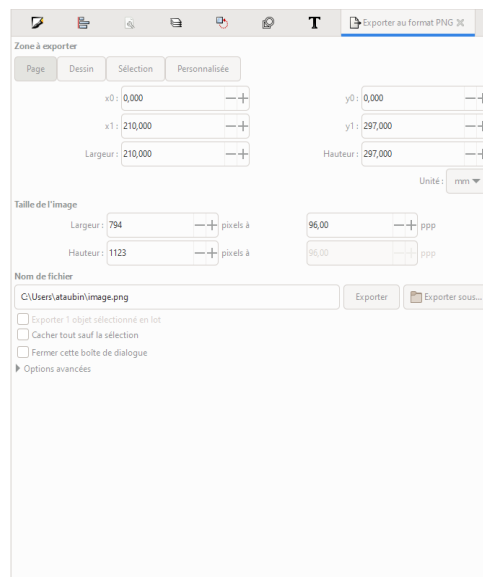 T Exporter au format PNG
Zone à exporter
Page Dessin Sélection Personnalisée
x0 : 0,000 y0 : 0,000
x1 : 210,000 y1 : 297,000
Largeur : 210,000 Hauteur : 297,000
Unité : mm
Taille de l'image
Largeur : 794 pixels à 96,00 ppp
Hauteur : 1123 pixels à 96,00 ppp
Nom de fichier
C:\Users\ataubin\image.png Exporter Exporter sous...
Exporter 1 objet sélectionné en lot
Cacher tout sauf la sélection
Fermer cette boîte de dialogue
Options avancées